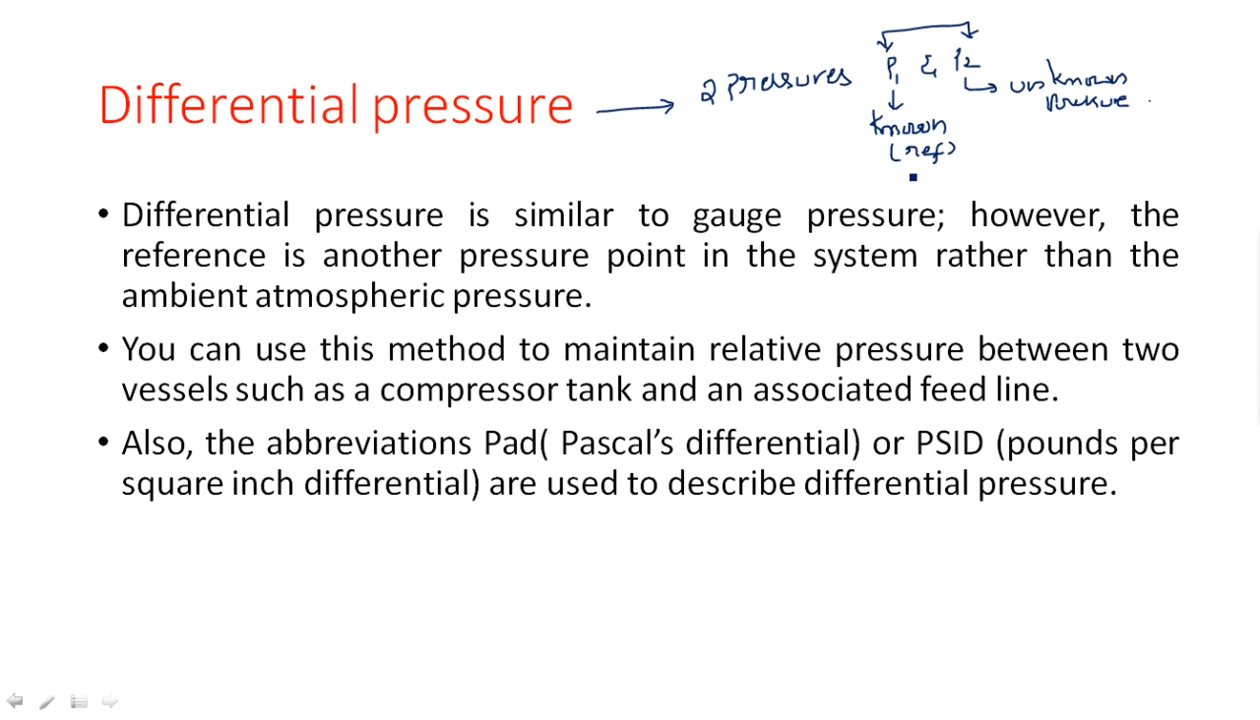 Differential pressure
2 pressures P1 & P2
unknown
pressure
known
(ref)
• Differential pressure is similar to gauge pressure; however, the
reference is another pressure point in the system rather than the
ambient atmospheric pressure.
• You can use this method to maintain relative pressure between two
vessels such as a compressor tank and an associated feed line.
• Also, the abbreviations Pad( Pascal’s differential) or PSID (pounds per
square inch differential) are used to describe differential pressure.